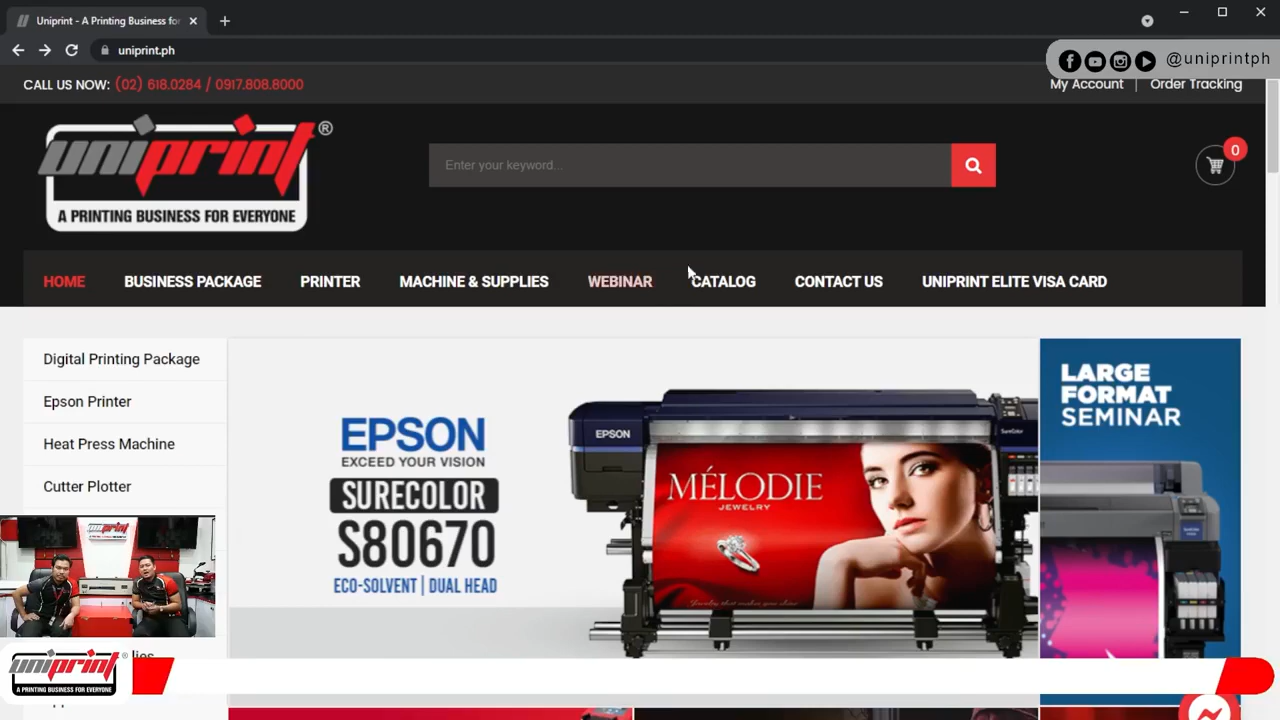 Uniprint - A Printing Business for
uniprint.ph
@uniprintph
CALL US NOW: (02) 618.0284 / 0917.808.8000
My Account | Order Tracking
uniprint®
A PRINTING BUSINESS FOR EVERYONE
Enter your keyword...
0
HOME
BUSINESS PACKAGE
PRINTER
MACHINE & SUPPLIES
WEBINAR
CATALOG
CONTACT US
UNIPRINT ELITE VISA CARD
Digital Printing Package
Epson Printer
Heat Press Machine
Cutter Plotter
EPSON
EXCEED YOUR VISION
SURECOLOR
S80670
ECO-SOLVENT | DUAL HEAD
EPSON
SureColor
MÉLODIE
JEWELRY
LARGE
FORMAT
SEMINAR
uniprint
uniprint®
A PRINTING BUSINESS FOR EVERYONE